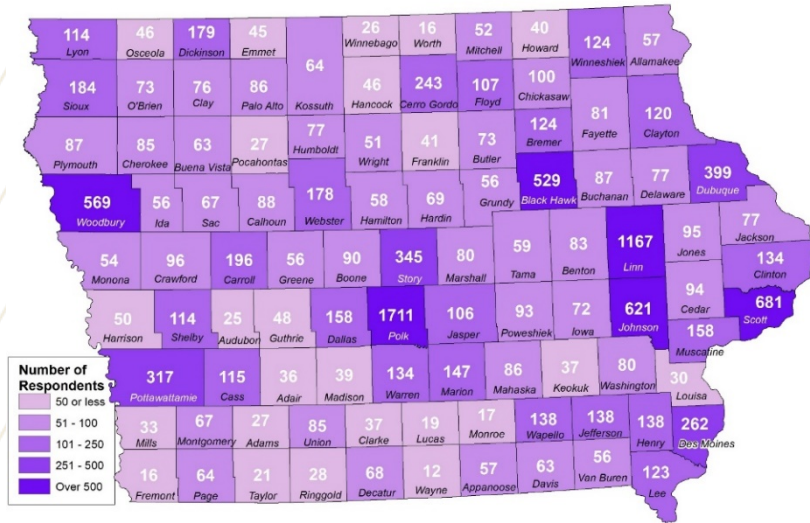 114
Lyon
46
Osceola
179
Dickinson
45
Emmet
64
Kossuth
26
Winnebago
16
Worth
52
Mitchell
40
Howard
124
Winneshiek
57
Allamakee
184
Sioux
73
O'Brien
76
Clay
86
Palo Alto
46
Hancock
243
Cerro Gordo
107
Floyd
100
Chickasaw
81
Fayette
120
Clayton
87
Plymouth
85
Cherokee
63
Buena Vista
27
Pocahontas
77
Humboldt
51
Wright
41
Franklin
73
Butler
124
Bremer
569
Woodbury
56
Ida
67
Sac
88
Calhoun
178
Webster
58
Hamilton
69
Hardin
56
Grundy
529
Black Hawk
87
Buchanan
77
Delaware
399
Dubuque
54
Monona
96
Crawford
196
Carroll
56
Greene
90
Boone
345
Story
80
Marshall
59
Tama
83
Benton
1167
Linn
95
Jones
77
Jackson
134
Clinton
50
Harrison
114
Shelby
25
Audubon
48
Guthrie
158
Dallas
1711
Polk
106
Jasper
93
Poweshiek
72
Iowa
621
Johnson
94
Cedar
681
Scott
158
Muscatine
317
Pottawattamie
115
Cass
36
Adair
39
Madison
134
Warren
147
Marion
86
Mahaska
37
Keokuk
80
Washington
30
Louisa
33
Mills
67
Montgomery
27
Adams
85
Union
37
Clarke
19
Lucas
17
Monroe
138
Wapello
138
Jefferson
138
Henry
262
Des Moines
16
Fremont
64
Page
21
Taylor
28
Ringgold
68
Decatur
12
Wayne
57
Appanoose
63
Davis
56
Van Buren
123
Lee
Number of
Respondents
50 or less
51 - 100
101 - 250
251 - 500
Over 500